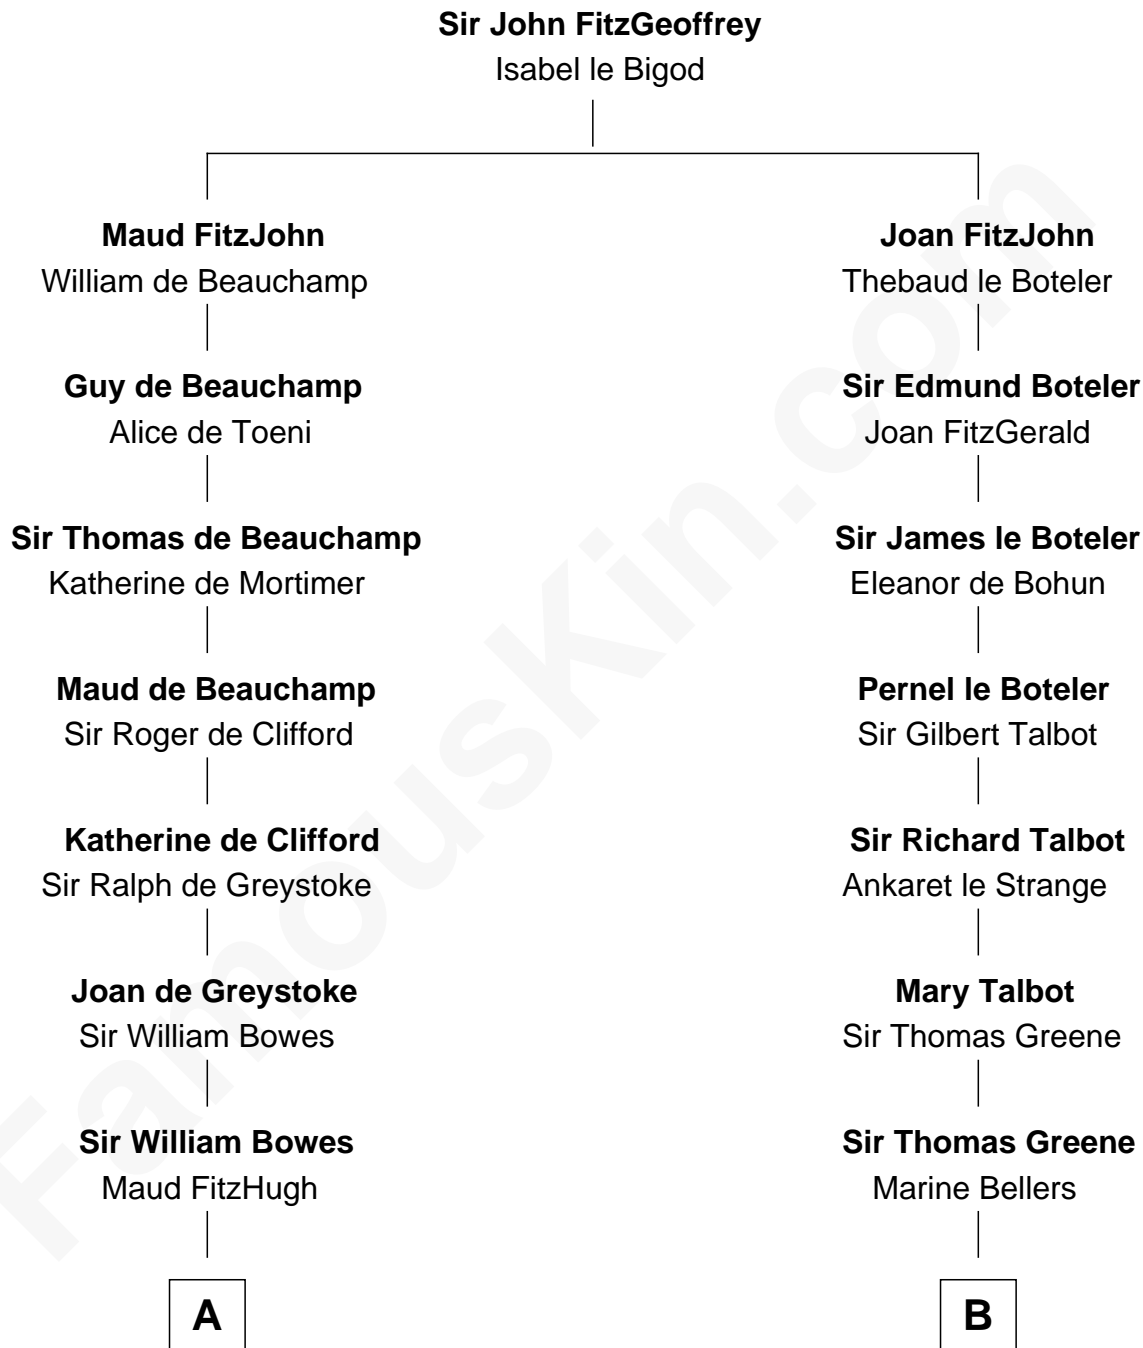 Sir John FitzGeoffrey
Isabel le Bigod
Maud FitzJohn
William de Beauchamp
Joan FitzJohn
Thebaud le Boteler
Guy de Beauchamp
Alice de Toeni
Sir Edmund Boteler
Joan FitzGerald
Sir Thomas de Beauchamp
Katherine de Mortimer
Sir James le Boteler
Eleanor de Bohun
Maud de Beauchamp
Sir Roger de Clifford
Pernel le Boteler
Sir Gilbert Talbot
Katherine de Clifford
Sir Ralph de Greystoke
Sir Richard Talbot
Ankaret le Strange
Joan de Greystoke
Sir William Bowes
Mary Talbot
Sir Thomas Greene
Sir William Bowes
Maud FitzHugh
Sir Thomas Greene
Marine Bellers
A
B
FamousKin.com